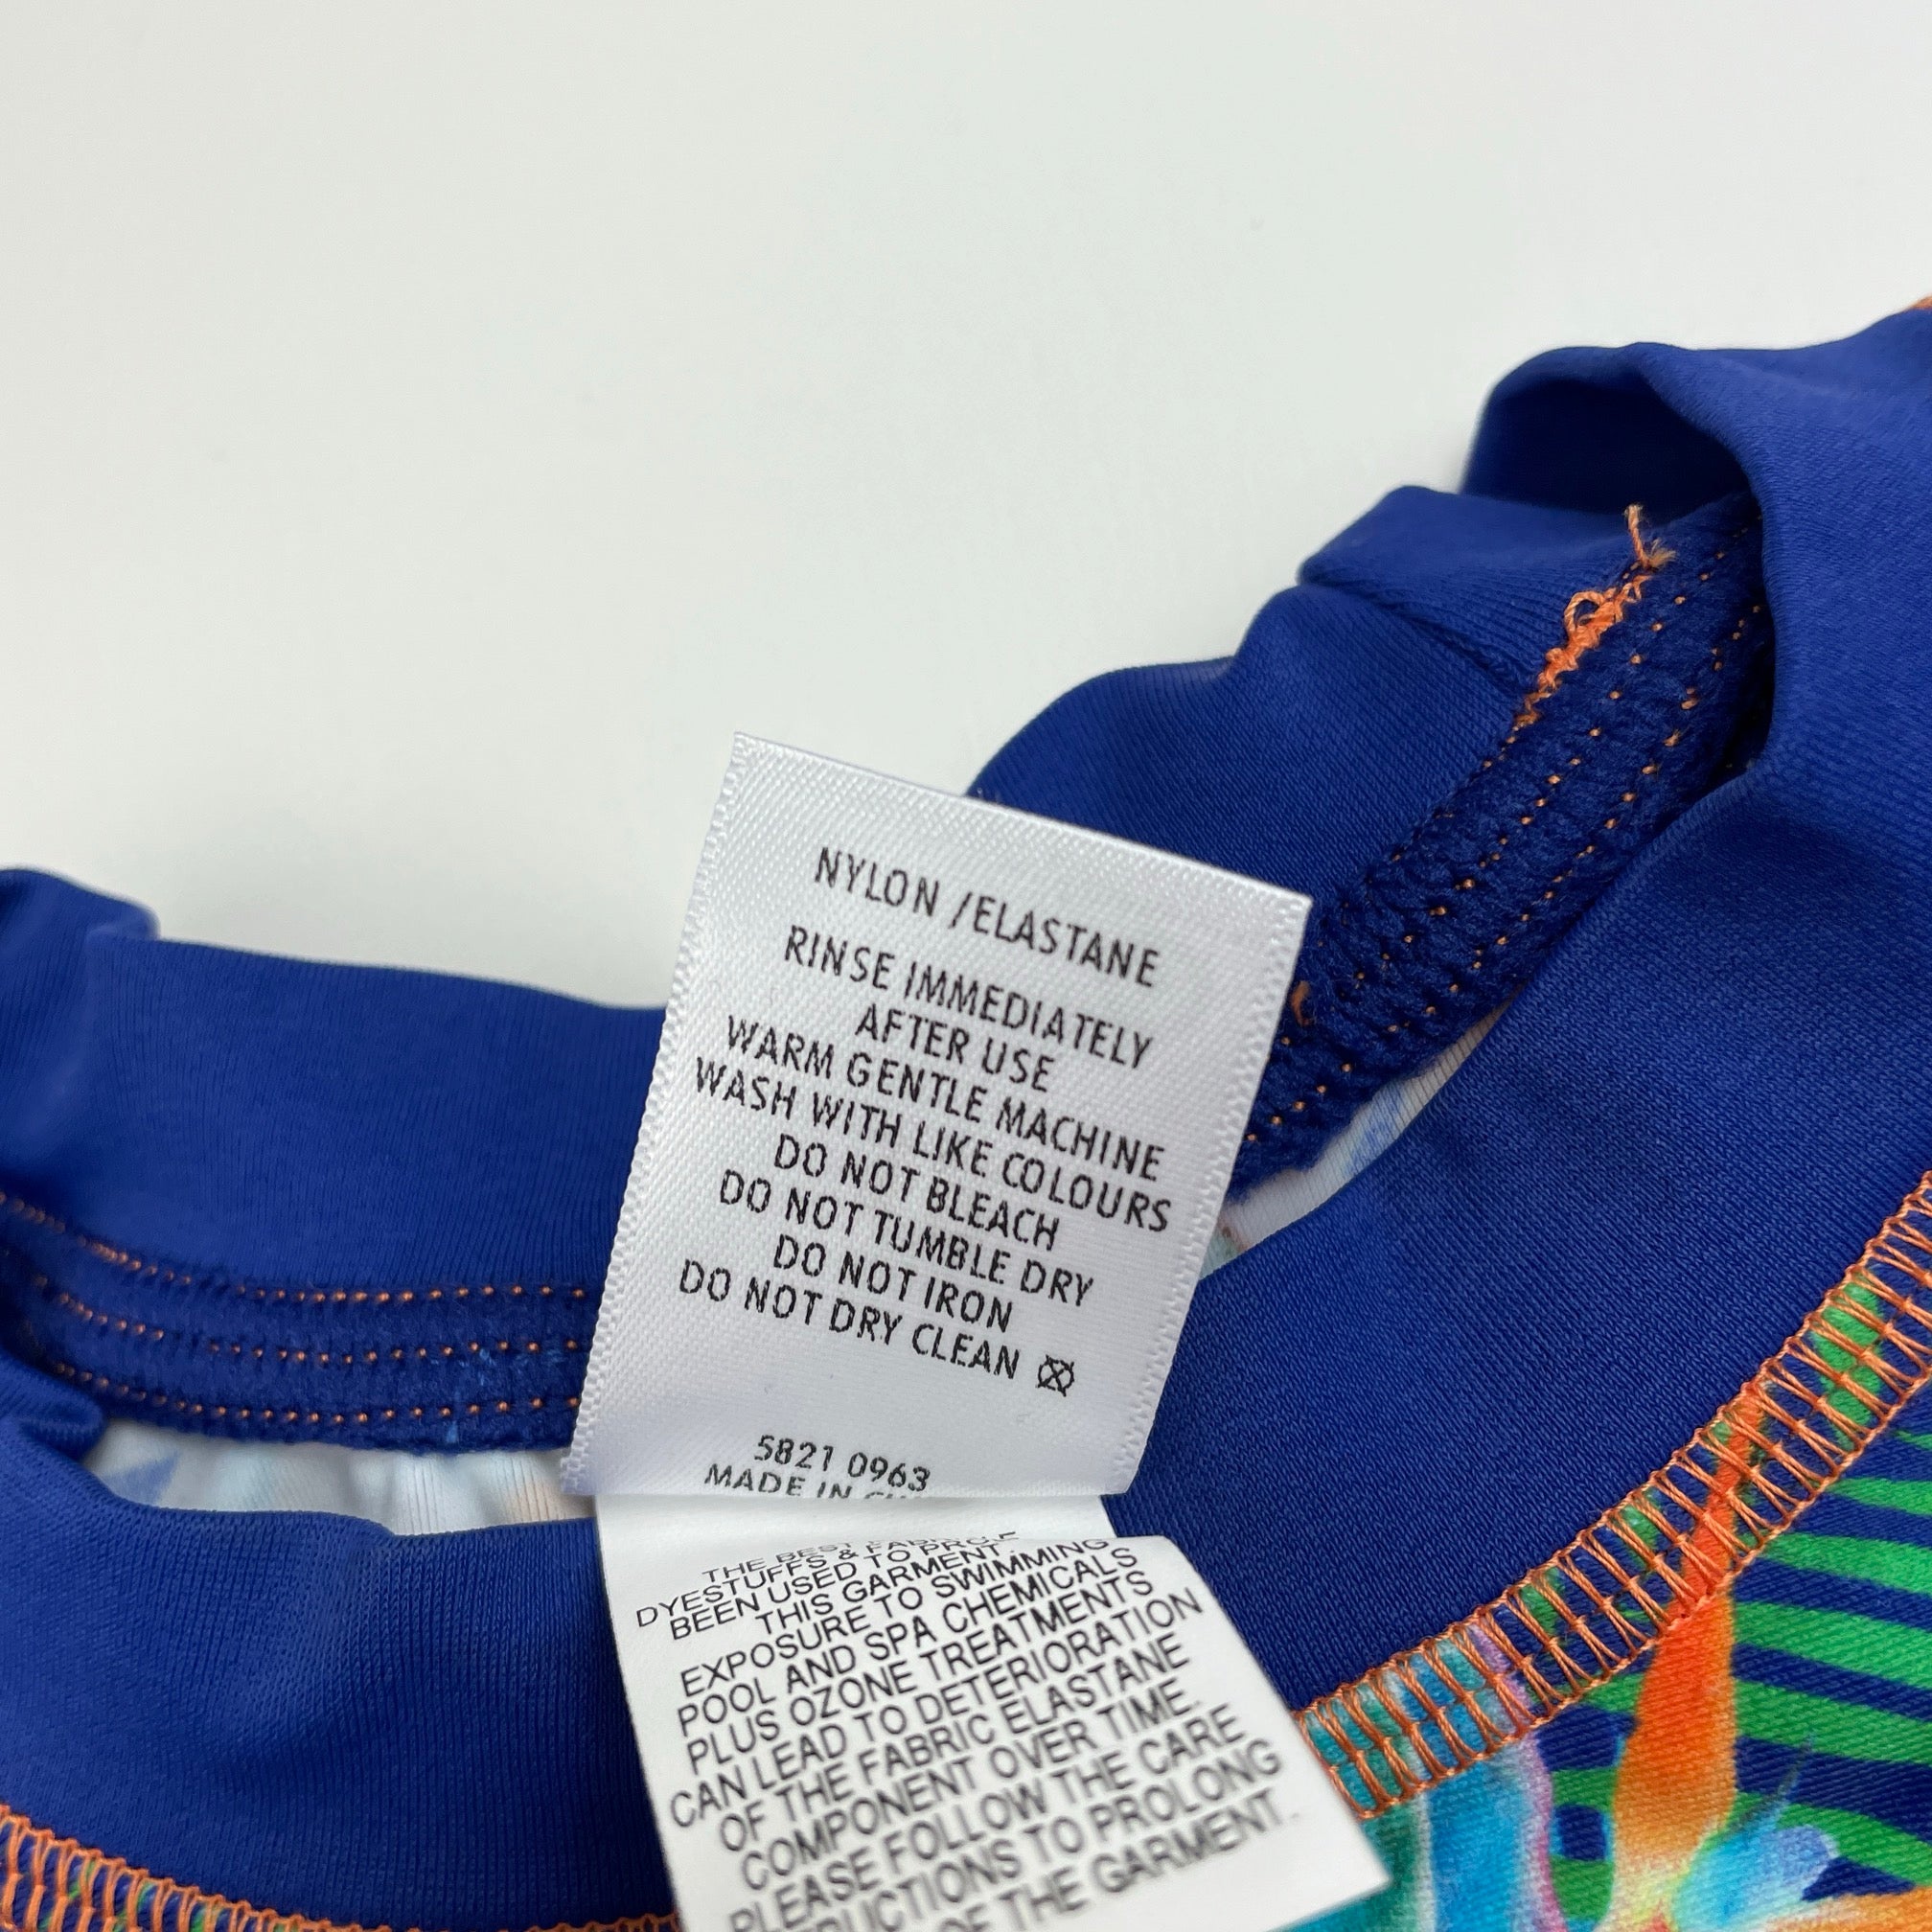 NYLON /ELASTANE
RINSE IMMEDIATELY
AFTER USE
WARM GENTLE MACHINE
WASH WITH LIKE COLOURS
DO NOT BLEACH
DO NOT TUMBLE DRY
DO NOT IRON
DO NOT DRY CLEAN
5821 0963
MADE IN
THE BEST
DYESTUFFS &
BEEN USED TO
THIS GARMENT.
EXPOSURE TO SWIMMING
POOL AND SPA CHEMICALS
PLUS OZONE TREATMENTS
CAN LEAD TO DETERIORATION
OF THE FABRIC ELASTANE
COMPONENT OVER TIME.
PLEASE FOLLOW THE CARE
TO PROLONG
OF THE GARMENT.